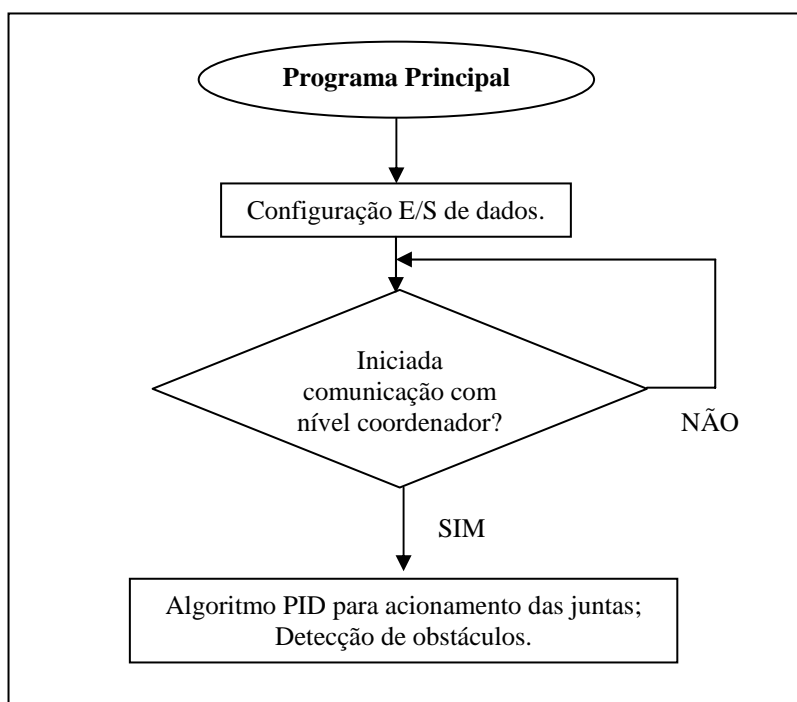 Programa Principal
Configuração E/S de dados.
Iniciada
comunicação com
nível coordenador?
NÃO
SIM
Algoritmo PID para acionamento das juntas;
Detecção de obstáculos.